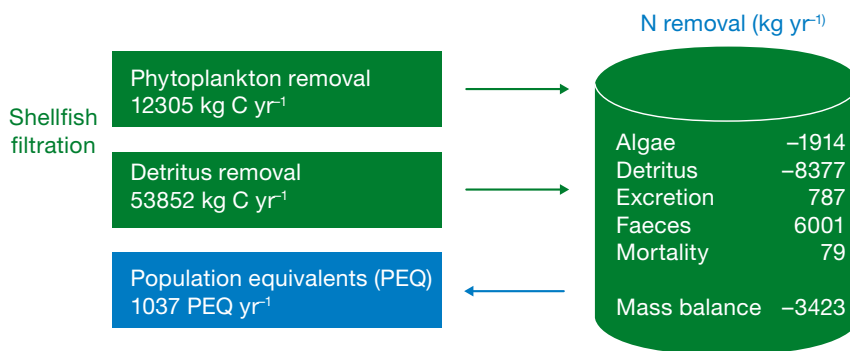 N removal (kg yr⁻¹⁾
Shellfish
filtration
Phytoplankton removal
12305 kg C yr⁻¹
Detritus removal
53852 kg C yr⁻¹
Population equivalents (PEQ)
1037 PEQ yr⁻¹
Algae –1914
Detritus –8377
Excretion 787
Faeces 6001
Mortality 79
Mass balance –3423